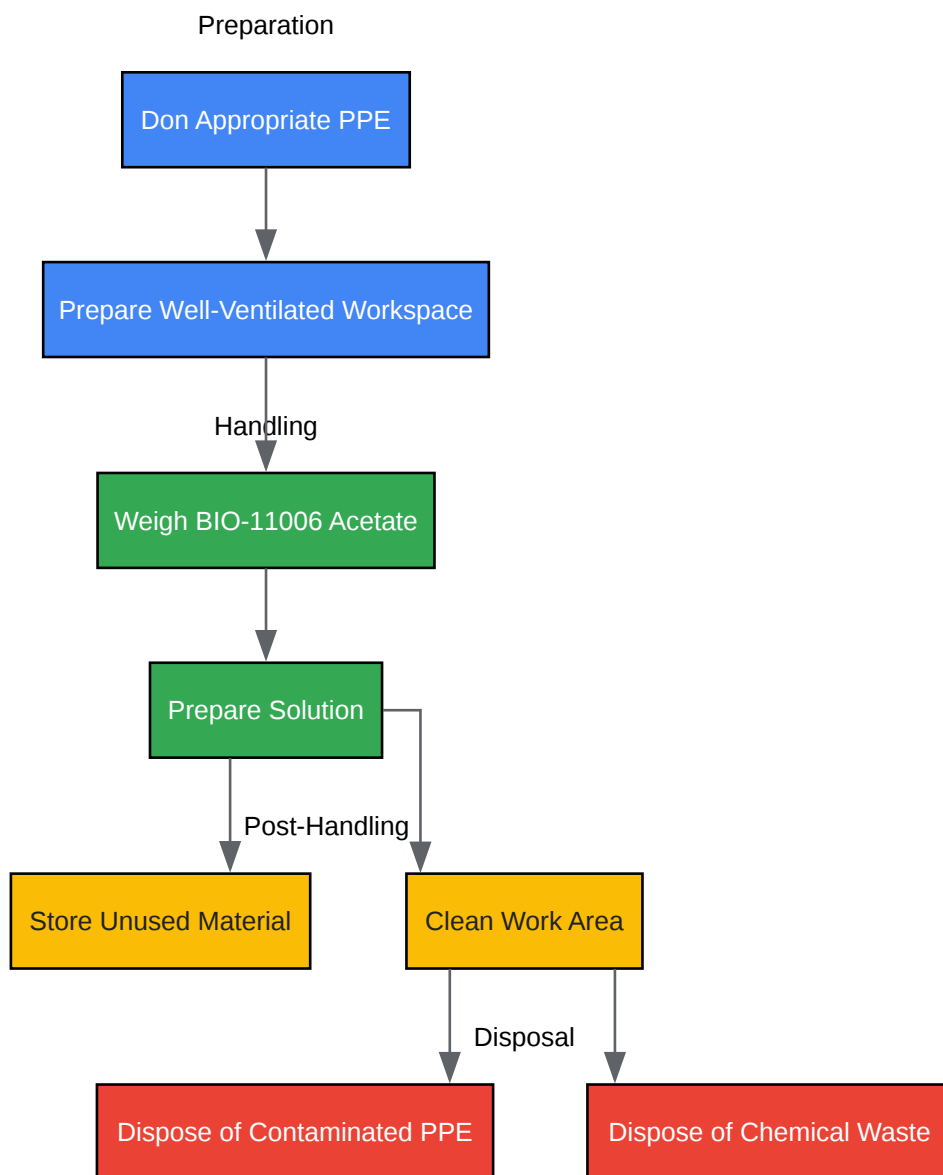 Preparation
Don Appropriate PPE
Prepare Well-Ventilated Workspace
Handling
Weigh BIO-11006 Acetate
Prepare Solution
Post-Handling
Store Unused Material
Clean Work Area
Disposal
Dispose of Contaminated PPE
Dispose of Chemical Waste